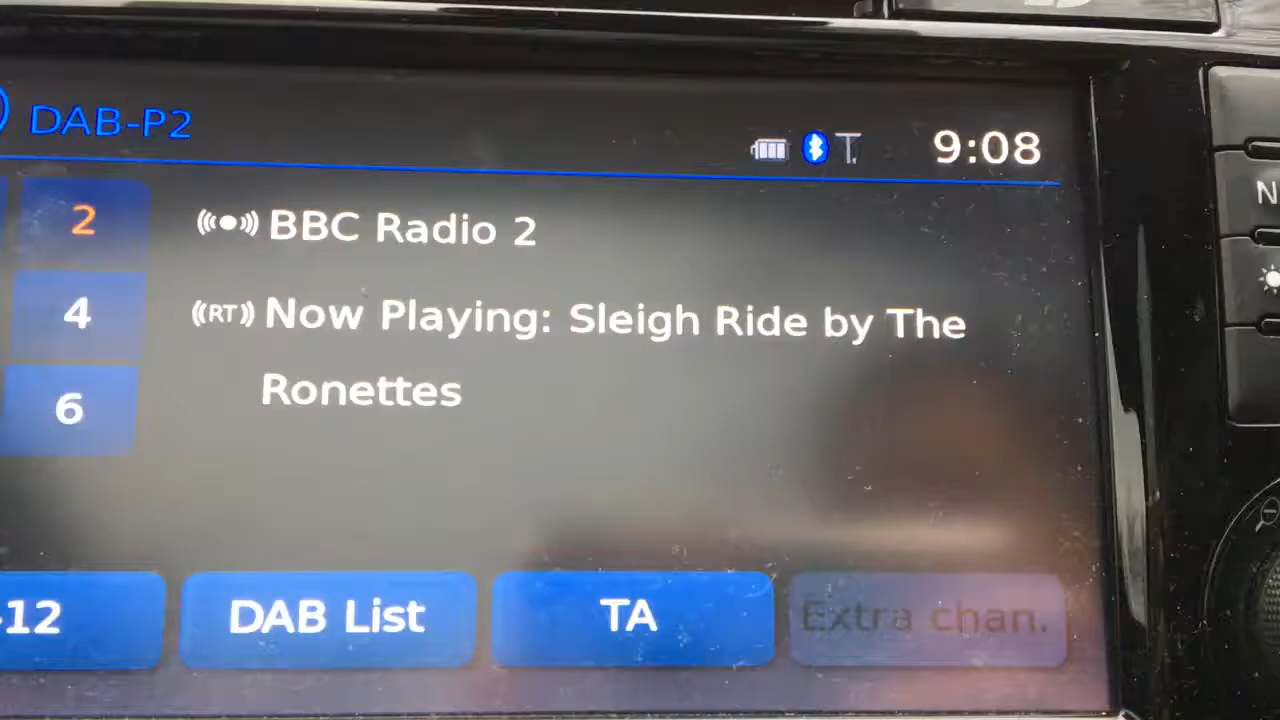 DAB-P2
9:08
2
BBC Radio 2
4
RT Now Playing: Sleigh Ride by The
Ronettes
6
-12
DAB List
TA
Extra chan.
N